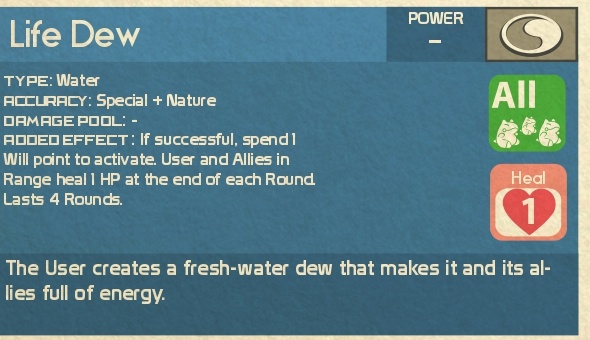 Life Dew
POWER
–
TYPE: Water
ACCURACY: Special + Nature
DAMAGE POOL: -
ADDED EFFECT: If successful, spend 1
Will point to activate. User and Allies in
Range heal 1 HP at the end of each Round.
Lasts 4 Rounds.
All
Heal
1
The User creates a fresh-water dew that makes it and its al-
lies full of energy.